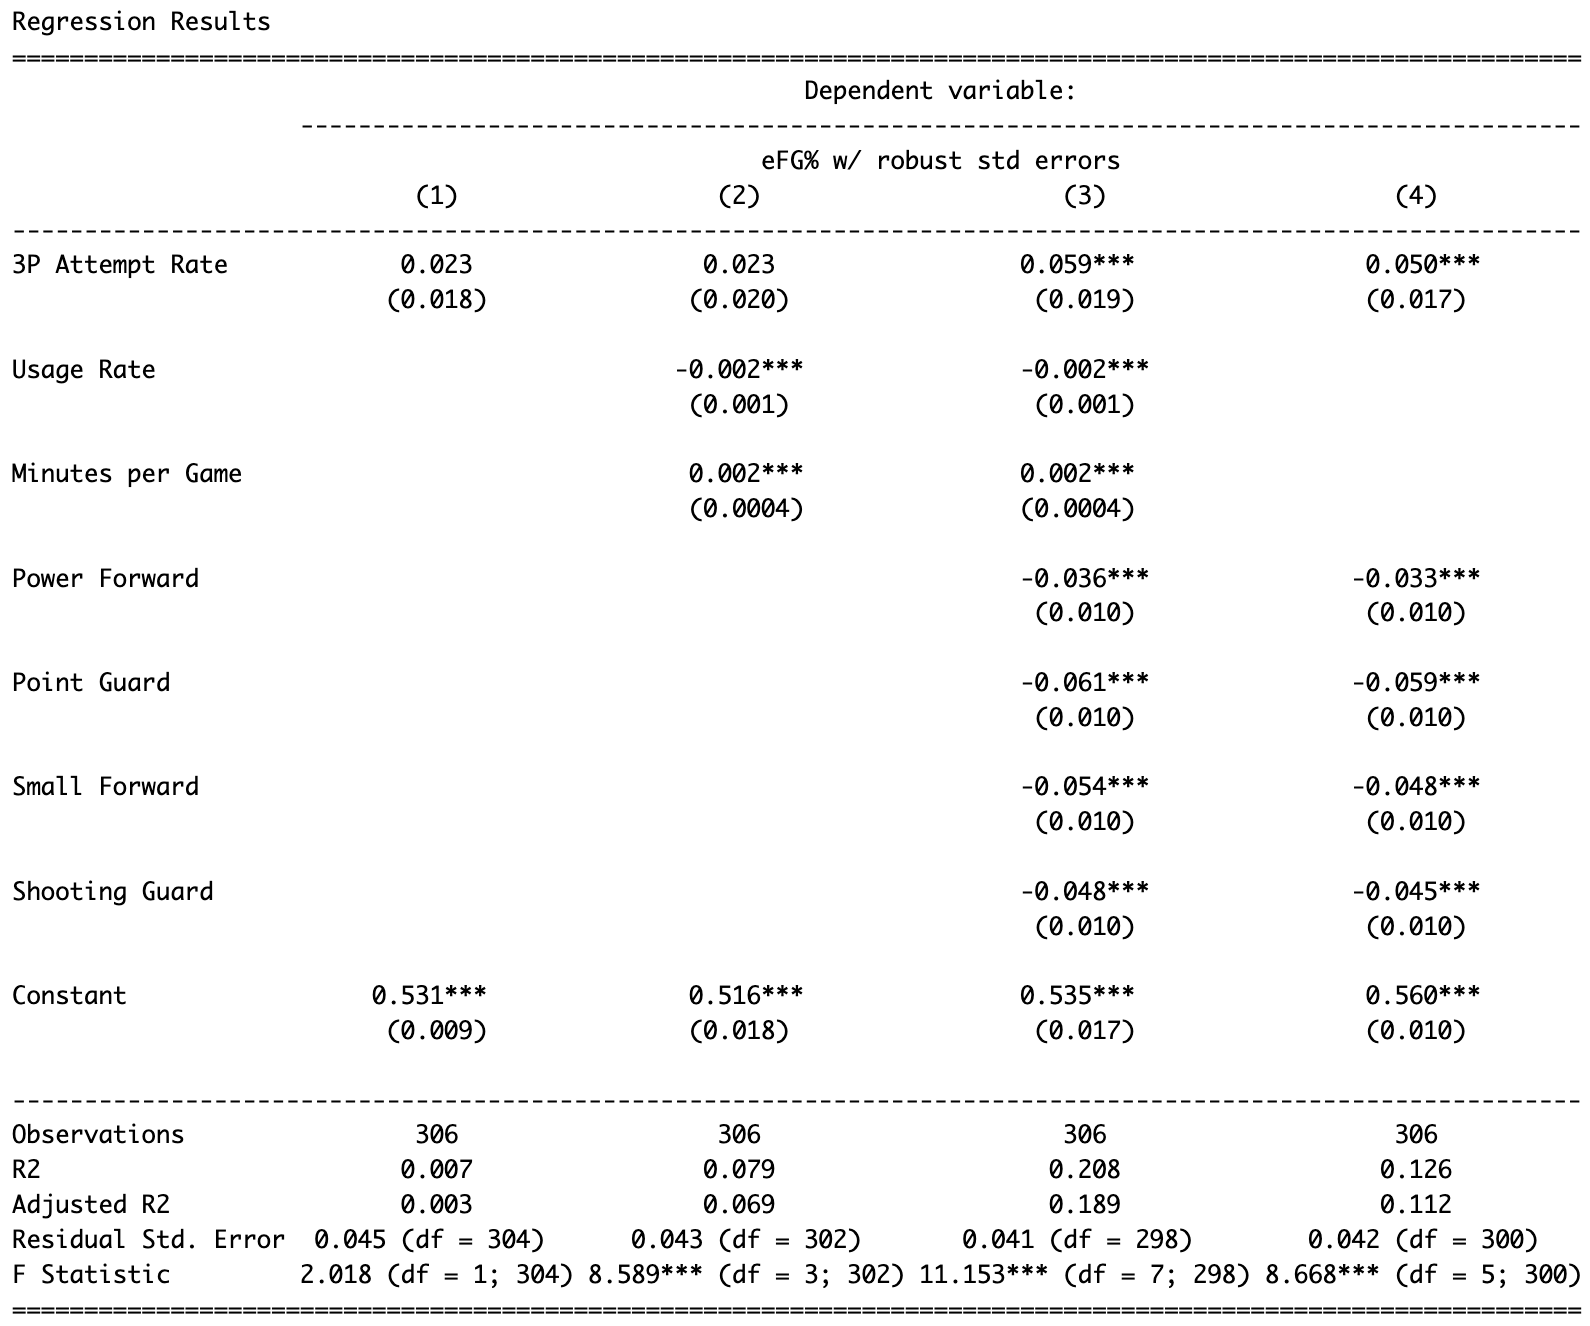 Regression Results
==========================================================================================================
Dependent variable:
--------------------------------------------------------------------------------------
eFG% w/ robust std errors
(1) (2) (3) (4)
----------------------------------------------------------------------------------------------------------
3P Attempt Rate 0.023 0.023 0.059*** 0.050***
(0.018) (0.020) (0.019) (0.017)
Usage Rate -0.002*** -0.002***
(0.001) (0.001)
Minutes per Game 0.002*** 0.002***
(0.0004) (0.0004)
Power Forward -0.036*** -0.033***
(0.010) (0.010)
Point Guard -0.061*** -0.059***
(0.010) (0.010)
Small Forward -0.054*** -0.048***
(0.010) (0.010)
Shooting Guard -0.048*** -0.045***
(0.010) (0.010)
Constant 0.531*** 0.516*** 0.535*** 0.560***
(0.009) (0.018) (0.017) (0.010)
----------------------------------------------------------------------------------------------------------
Observations 306 306 306 306
R2 0.007 0.079 0.208 0.126
Adjusted R2 0.003 0.069 0.189 0.112
Residual Std. Error 0.045 (df = 304) 0.043 (df = 302) 0.041 (df = 298) 0.042 (df = 300)
F Statistic 2.018 (df = 1; 304) 8.589*** (df = 3; 302) 11.153*** (df = 7; 298) 8.668*** (df = 5; 300)
==========================================================================================================